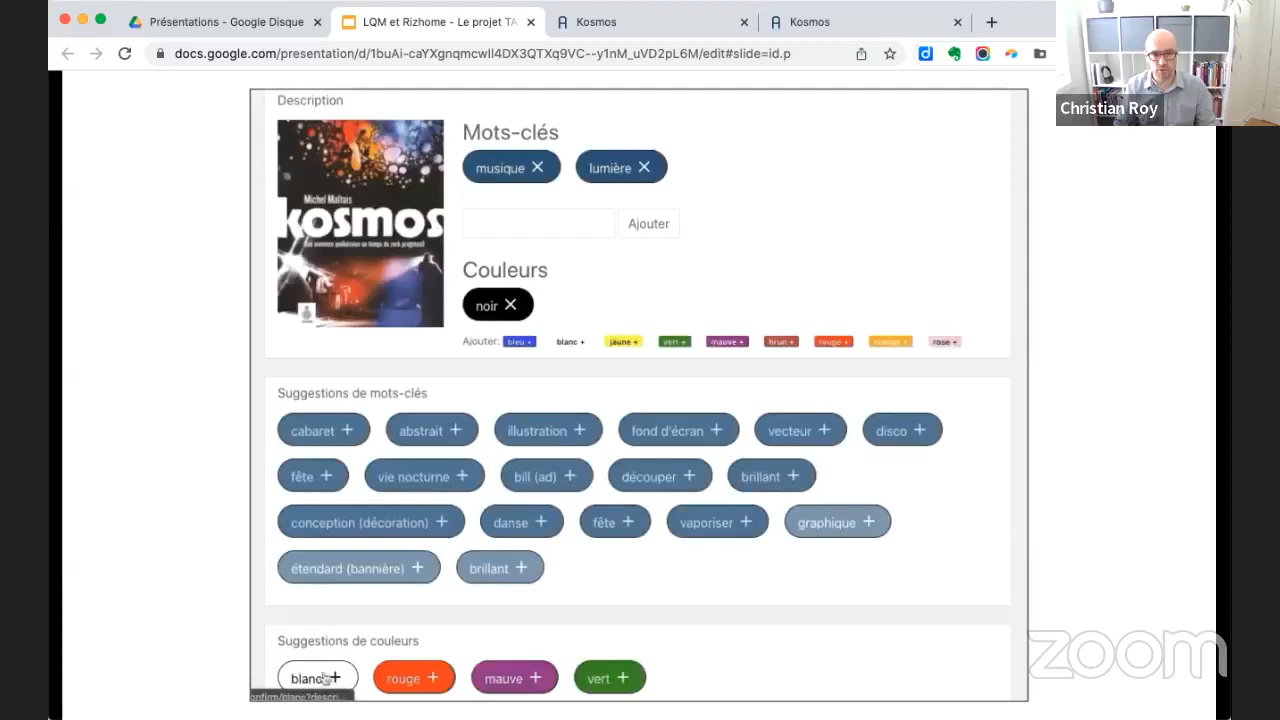 Présentations - Google Disque
LQM et Rizhome - Le projet TA
Kosmos
Kosmos
docs.google.com/presentation/d/1buAi-caYXgnqmcwll4DX3QTXq9VC--y1nM_uVD2pL6M/edit#slide=id.p
Christian Roy
Description
Michel Maltais
kosmos
Mots-clés
musique
lumière
Ajouter
Couleurs
noir
Ajouter: bleu + blanc + jaune + vert + mauve + brun + rouge + orange + rose +
Suggestions de mots-clés
cabaret + abstrait + illustration + fond d'écran + vecteur + disco +
fête + vie nocturne + bill (ad) + découper + brillant +
conception (décoration) + danse + fête + vaporiser + graphique +
étendard (bannière) + brillant +
Suggestions de couleurs
blanc + rouge + mauve + vert +
zoom